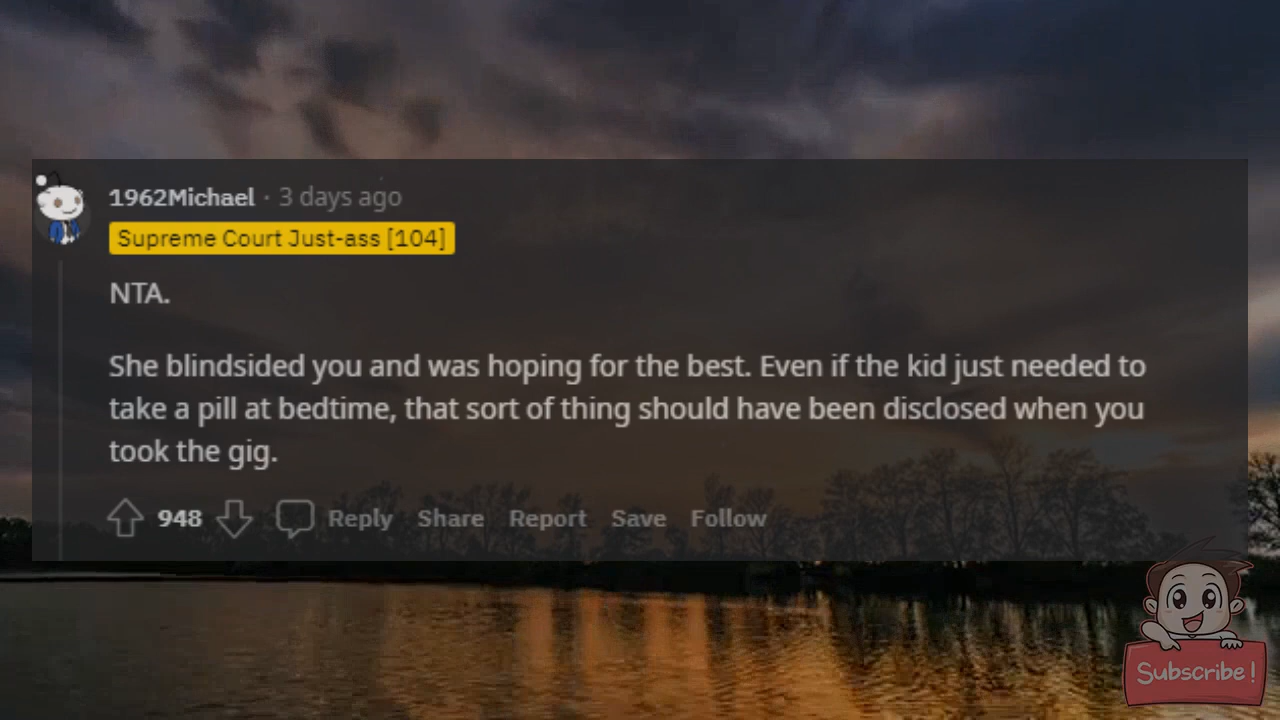 1962Michael · 3 days ago
Supreme Court Just-ass [104]
NTA.
She blindsided you and was hoping for the best. Even if the kid just needed to
take a pill at bedtime, that sort of thing should have been disclosed when you
took the gig.
948 Reply Share Report Save Follow
Subscribe!